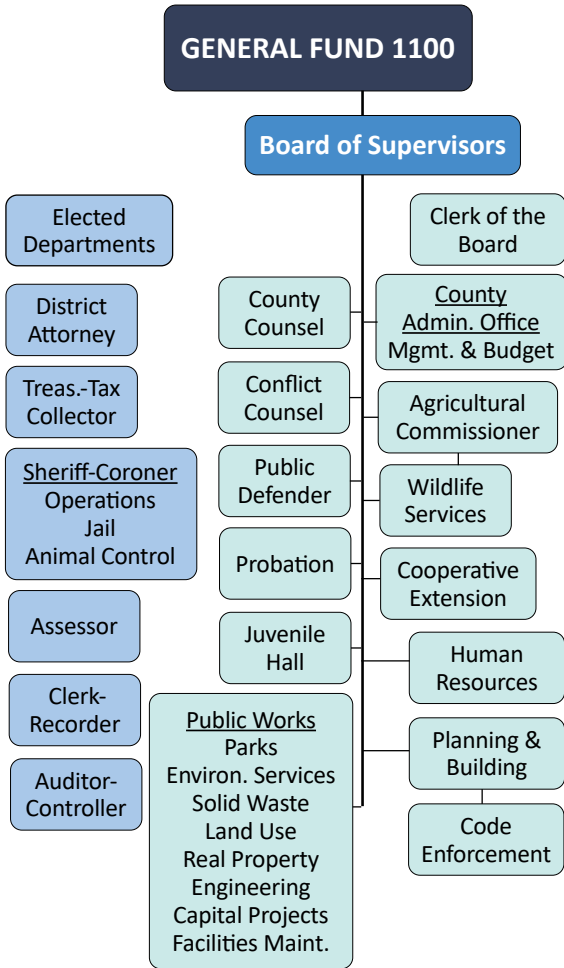 GENERAL FUND 1100
Board of Supervisors
Elected
Departments
District
Attorney
Treas.-Tax
Collector
Sheriff-Coroner
Operations
Jail
Animal Control
Assessor
Clerk-
Recorder
Auditor-
Controller
County
Counsel
Conflict
Counsel
Public
Defender
Probation
Juvenile
Hall
Public Works
Parks
Environ. Services
Solid Waste
Land Use
Real Property
Engineering
Capital Projects
Facilities Maint.
Clerk of the
Board
County
Admin. Office
Mgmt. & Budget
Agricultural
Commissioner
Wildlife
Services
Cooperative
Extension
Human
Resources
Planning &
Building
Code
Enforcement